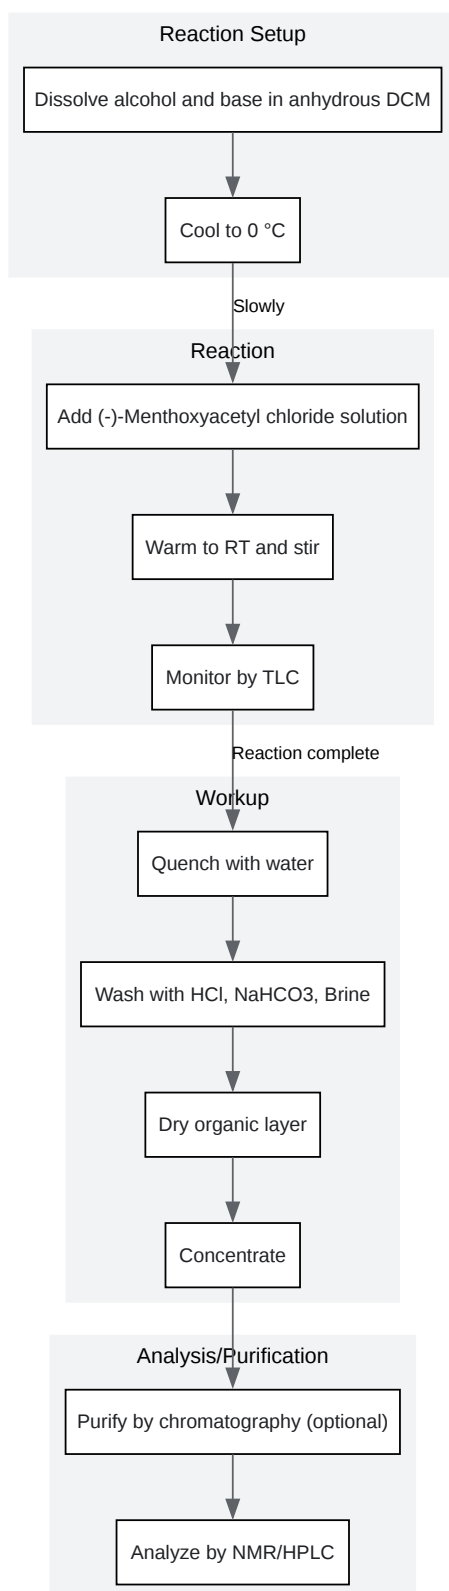 Reaction Setup
Dissolve alcohol and base in anhydrous DCM
Cool to 0 °C
Slowly
Reaction
Add (-)-Menthoxyacetyl chloride solution
Warm to RT and stir
Monitor by TLC
Reaction complete
Workup
Quench with water
Wash with HCl, NaHCO3, Brine
Dry organic layer
Concentrate
Analysis/Purification
Purify by chromatography (optional)
Analyze by NMR/HPLC